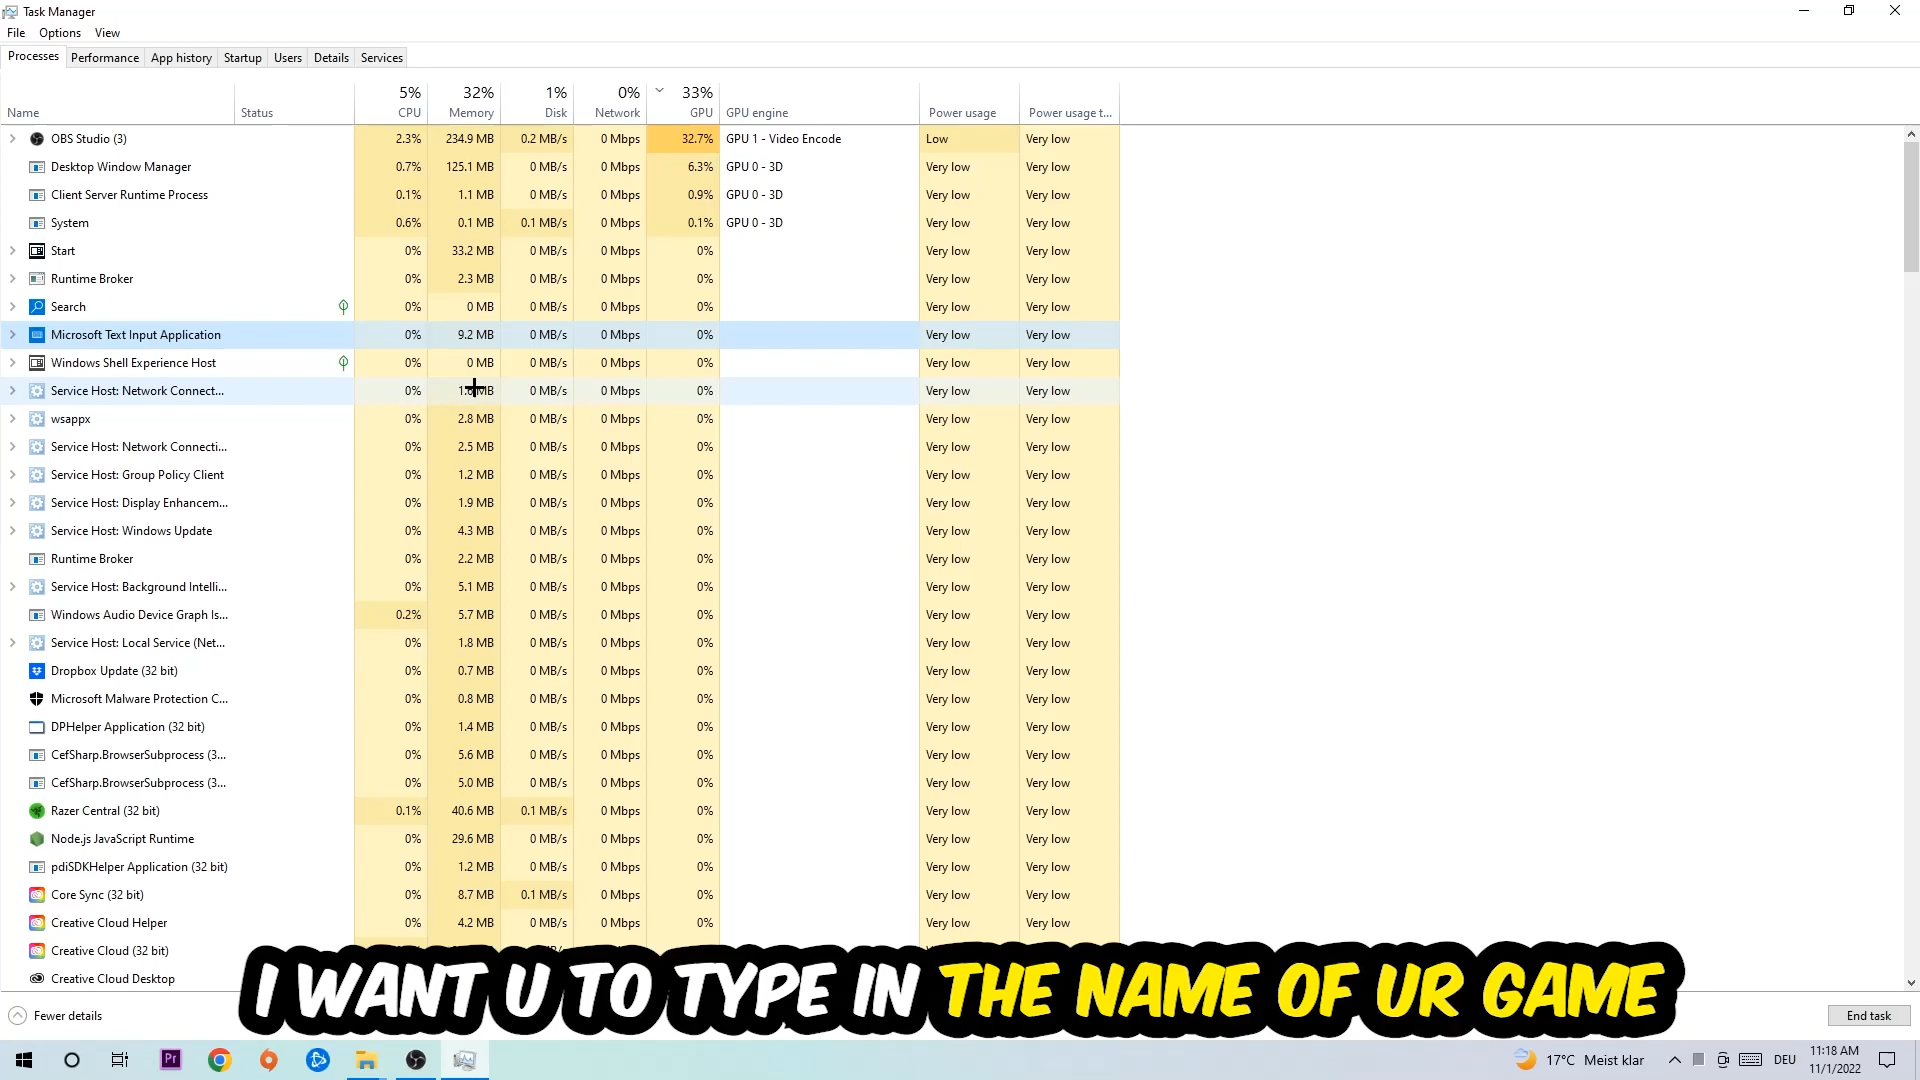 Task Manager
File Options View
Processes Performance App history Startup Users Details Services
5% 32% 1% 0% 33%
Name Status CPU Memory Disk Network GPU GPU engine Power usage Power usage t...
OBS Studio (3) 2.3% 234.9 MB 0.2 MB/s 0 Mbps 32.7% GPU 1 - Video Encode Low Very low
Desktop Window Manager 0.7% 125.1 MB 0 MB/s 0 Mbps 6.3% GPU 0 - 3D Very low Very low
Client Server Runtime Process 0.1% 1.1 MB 0 MB/s 0 Mbps 0.9% GPU 0 - 3D Very low Very low
System 0.6% 0.1 MB 0.1 MB/s 0 Mbps 0.1% GPU 0 - 3D Very low Very low
Start 0% 33.2 MB 0 MB/s 0 Mbps 0% Very low Very low
Runtime Broker 0% 2.3 MB 0 MB/s 0 Mbps 0% Very low Very low
Search 0% 0 MB 0 MB/s 0 Mbps 0% Very low Very low
Microsoft Text Input Application 0% 9.2 MB 0 MB/s 0 Mbps 0% Very low Very low
Windows Shell Experience Host 0% 0 MB 0 MB/s 0 Mbps 0% Very low Very low
Service Host: Network Connect... 0% MB 0 MB/s 0 Mbps 0% Very low Very low
wsappx 0% 2.8 MB 0 MB/s 0 Mbps 0% Very low Very low
Service Host: Network Connecti... 0% 2.5 MB 0 MB/s 0 Mbps 0% Very low Very low
Service Host: Group Policy Client 0% 1.2 MB 0 MB/s 0 Mbps 0% Very low Very low
Service Host: Display Enhancem... 0% 1.9 MB 0 MB/s 0 Mbps 0% Very low Very low
Service Host: Windows Update 0% 4.3 MB 0 MB/s 0 Mbps 0% Very low Very low
Runtime Broker 0% 2.2 MB 0 MB/s 0 Mbps 0% Very low Very low
Service Host: Background Intelli... 0% 5.1 MB 0 MB/s 0 Mbps 0% Very low Very low
Windows Audio Device Graph Is... 0.2% 5.7 MB 0 MB/s 0 Mbps 0% Very low Very low
Service Host: Local Service (Net... 0% 1.8 MB 0 MB/s 0 Mbps 0% Very low Very low
Dropbox Update (32 bit) 0% 0.7 MB 0 MB/s 0 Mbps 0% Very low Very low
Microsoft Malware Protection C... 0% 0.8 MB 0 MB/s 0 Mbps 0% Very low Very low
DPHelper Application (32 bit) 0% 1.4 MB 0 MB/s 0 Mbps 0% Very low Very low
CefSharp.BrowserSubprocess (3... 0% 5.6 MB 0 MB/s 0 Mbps 0% Very low Very low
CefSharp.BrowserSubprocess (3... 0% 5.0 MB 0 MB/s 0 Mbps 0% Very low Very low
Razer Central (32 bit) 0.1% 40.6 MB 0.1 MB/s 0 Mbps 0% Very low Very low
Node.js JavaScript Runtime 0% 29.6 MB 0 MB/s 0 Mbps 0% Very low Very low
pdiSDKHelper Application (32 bit) 0% 1.2 MB 0 MB/s 0 Mbps 0% Very low Very low
Core Sync (32 bit) 0% 8.7 MB 0.1 MB/s 0 Mbps 0% Very low Very low
Creative Cloud Helper 0% 4.2 MB 0 MB/s 0 Mbps 0% Very low Very low
Creative Cloud (32 bit)
Creative Cloud Desktop
I WANT U TO TYPE IN THE NAME OF UR GAME
Fewer details End task
Pr 17°C Meist klar DEU 11:18 AM
11/1/2022